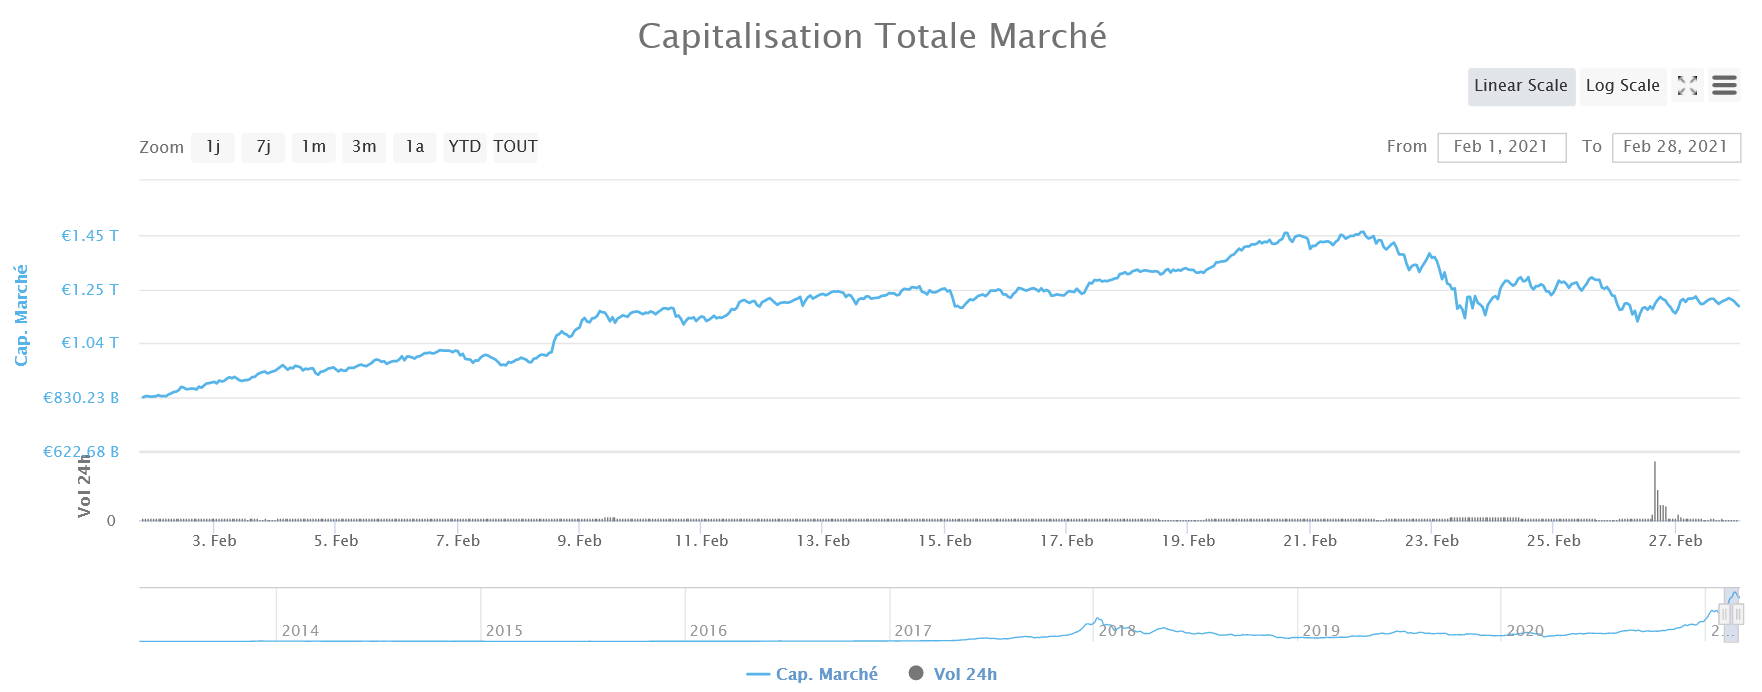 Capitalisation Totale Marché
Linear Scale Log Scale
Zoom 1j 7j 1m 3m 1a YTD TOUT From Feb 1, 2021 To Feb 28, 2021
€1.45 T
€1.25 T
€1.04 T
€830.23 B
€622.68 B
Cap. Marché
Vol 24h
0
3. Feb 5. Feb 7. Feb 9. Feb 11. Feb 13. Feb 15. Feb 17. Feb 19. Feb 21. Feb 23. Feb 25. Feb 27. Feb
2014 2015 2016 2017 2018 2019 2020 2…
Cap. Marché Vol 24h